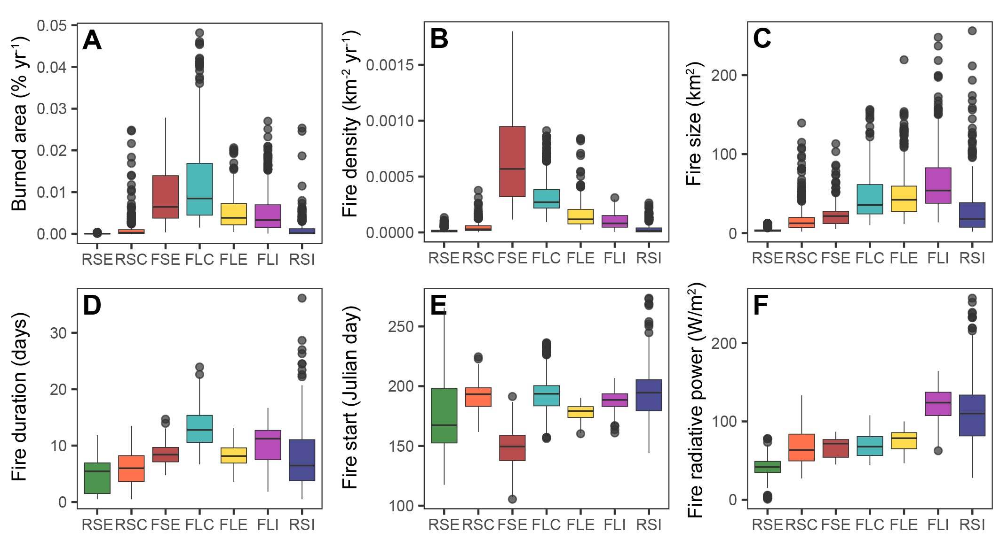 A
Burned area (% yr⁻¹)
0.05
0.04
0.03
0.02
0.01
0.00
RSE RSC FSE FLC FLE FLI RSI
B
Fire density (km⁻² yr⁻¹)
0.0015
0.0010
0.0005
0.0000
RSE RSC FSE FLC FLE FLI RSI
C
Fire size (km²)
200
100
0
RSE RSC FSE FLC FLE FLI RSI
D
Fire duration (days)
30
20
10
0
RSE RSC FSE FLC FLE FLI RSI
E
Fire start (Julian day)
250
200
150
100
RSE RSC FSE FLC FLE FLI RSI
F
Fire radiative power (W/m²)
200
100
0
RSE RSC FSE FLC FLE FLI RSI